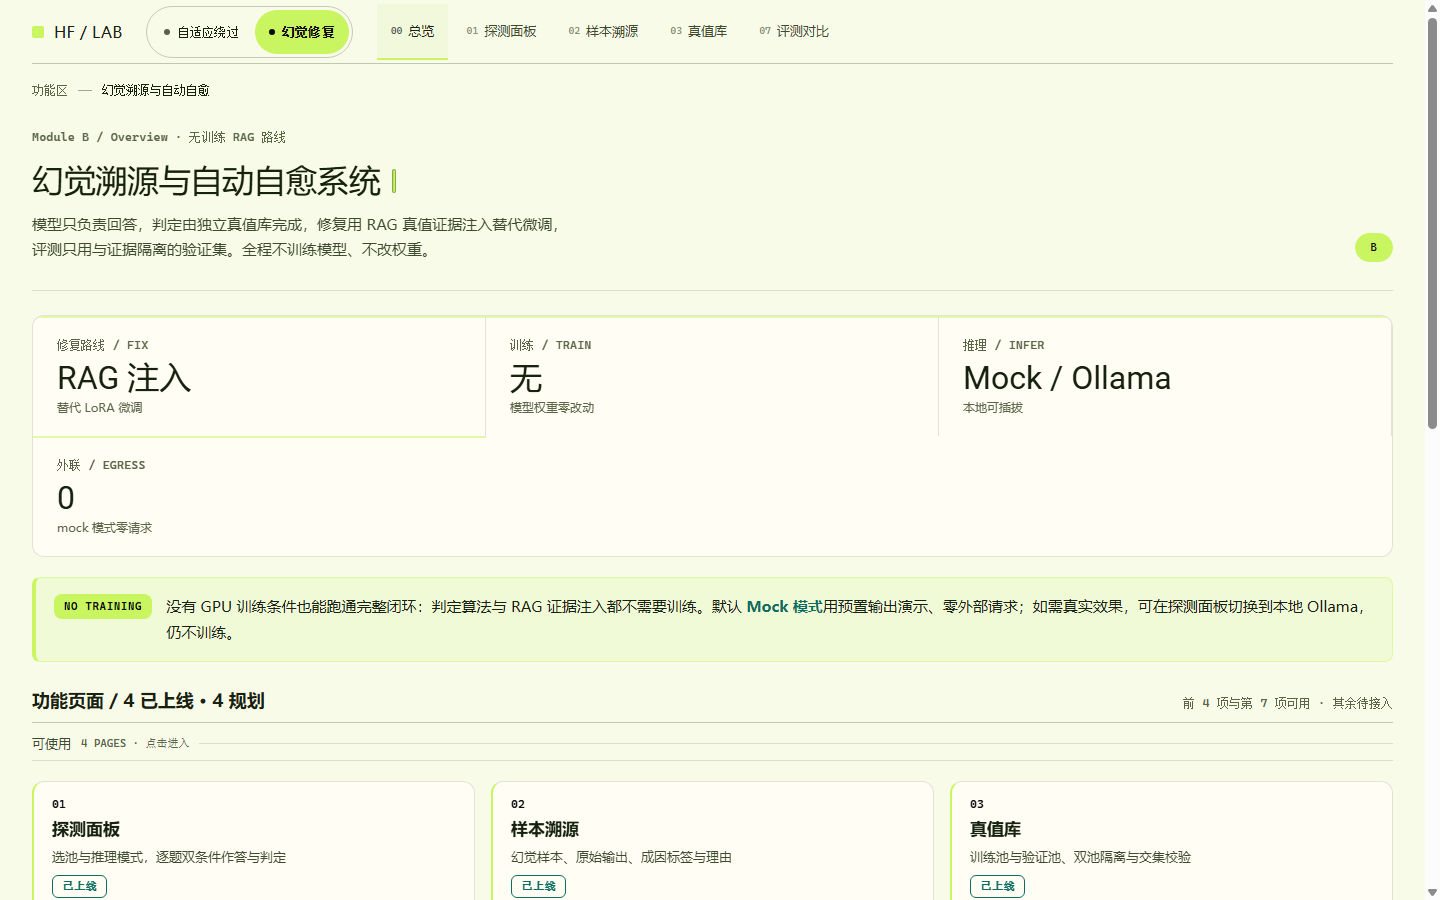 HF / LAB
自适应绕过
幻觉修复
00 总览
01 探测面板
02 样本溯源
03 真值库
07 评测对比
功能区 — 幻觉溯源与自动自愈
Module B / Overview · 无训练 RAG 路线
幻觉溯源与自动自愈系统
模型只负责回答，判定由独立真值库完成，修复用 RAG 真值证据注入替代微调，
评测只用与证据隔离的验证集。全程不训练模型、不改权重。
B
修复路线 / FIX
RAG 注入
替代 LoRA 微调
训练 / TRAIN
无
模型权重零改动
推理 / INFER
Mock / Ollama
本地可插拔
外联 / EGRESS
0
mock 模式零请求
NO TRAINING
没有 GPU 训练条件也能跑通完整闭环：判定算法与 RAG 证据注入都不需要训练。默认 Mock 模式用预置输出演示、零外部请求；如需真实效果，可在探测面板切换到本地 Ollama，
仍不训练。
功能页面 / 4 已上线 • 4 规划
前 4 项与第 7 项可用 · 其余待接入
可使用 4 PAGES · 点击进入
01
探测面板
选池与推理模式，逐题双条件作答与判定
已上线
02
样本溯源
幻觉样本、原始输出、成因标签与理由
已上线
03
真值库
训练池与验证池、双池隔离与交集校验
已上线